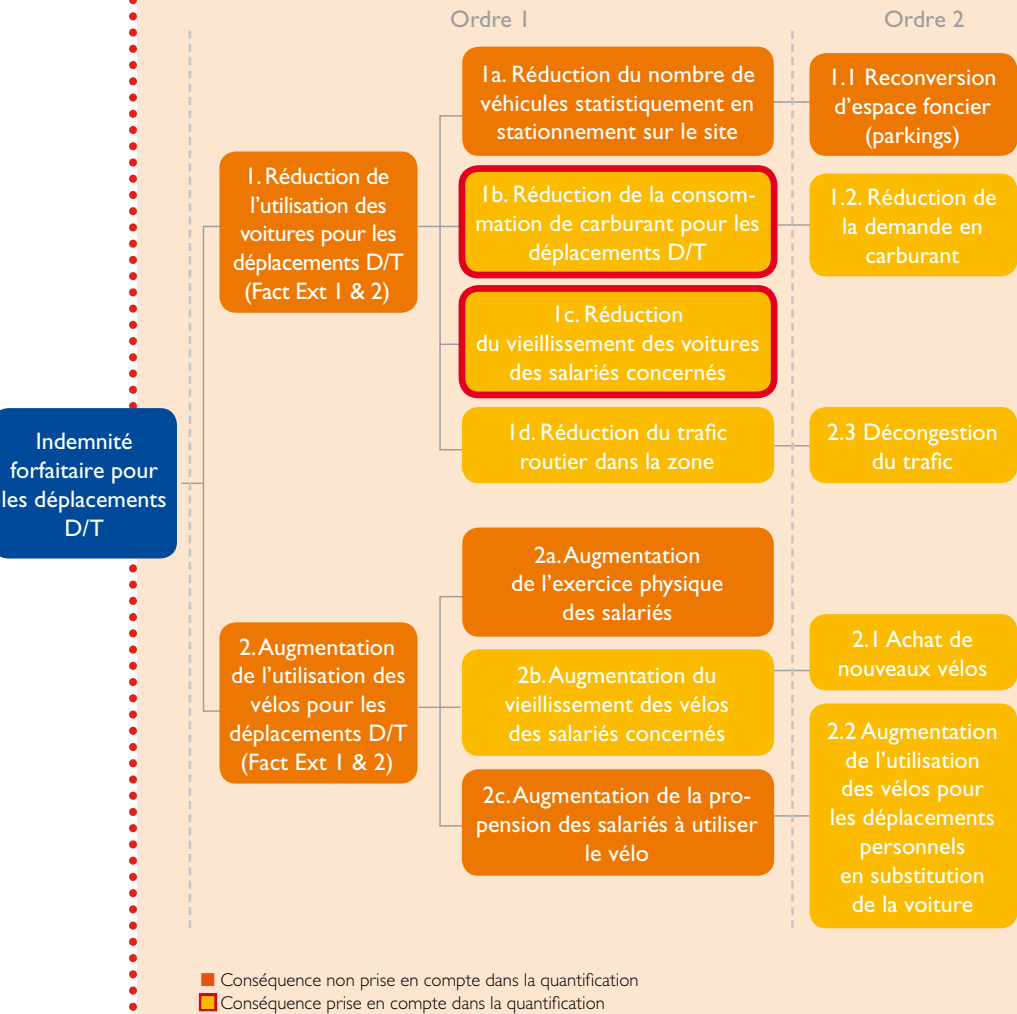 Ordre 1
Ordre 2
Indemnité
forfaitaire pour
les déplacements
D/T
1. Réduction de
l'utilisation des
voitures pour les
déplacements D/T
(Fact Ext 1 & 2)
1a. Réduction du nombre de
véhicules statistiquement en
stationnement sur le site
1.1 Reconversion
d'espace foncier
(parkings)
1b. Réduction de la consom-
mation de carburant pour les
déplacements D/T
1.2. Réduction de
la demande en
carburant
1c. Réduction
du vieillissement des voitures
des salariés concernés
1d. Réduction du trafic
routier dans la zone
2.3 Décongestion
du trafic
2. Augmentation
de l'utilisation des
vélos pour les
déplacements D/T
(Fact Ext 1 & 2)
2a. Augmentation
de l'exercice physique
des salariés
2b. Augmentation du
vieillissement des vélos
des salariés concernés
2.1 Achat de
nouveaux vélos
2c. Augmentation de la pro-
pension des salariés à utiliser
le vélo
2.2 Augmentation
de l'utilisation
des vélos pour
les déplacements
personnels
en substitution
de la voiture
Conséquence non prise en compte dans la quantification
Conséquence prise en compte dans la quantification